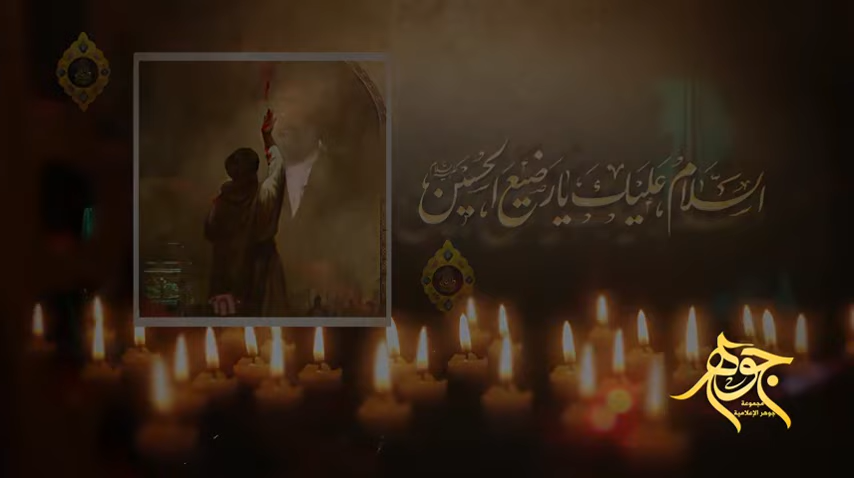 السلام عليك يا رضيع الحسين
جوهر
مجموعة
جوهر الإعلامية